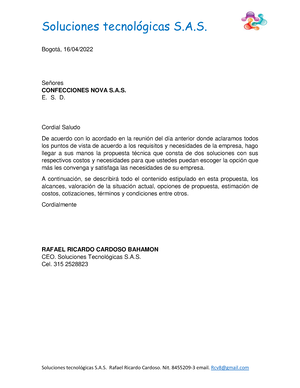 Soluciones tecnológicas S.A.S.
Bogotá, 16/04/2022
Señores
CONFECCIONES NOVA S.A.S.
E. S. D.
Cordial Saludo
De acuerdo con lo acordado en la reunión del día anterior donde aclaramos todos
los puntos de vista de acuerdo a los requisitos y necesidades de la empresa, hago
llegar a sus manos la propuesta técnica que consta de dos soluciones con sus
respectivos costos y necesidades para que ustedes puedan escoger la opción que
más les convenga y satisfaga las necesidades de su empresa.
A continuación, se describirá todo el contenido estipulado en esta propuesta, los
alcances, valoración de la situación actual, opciones de propuesta, estimación de
costos, cotizaciones, términos y condiciones entre otros.
Cordialmente
RAFAEL RICARDO CARDOSO BAHAMON
CEO. Soluciones Tecnológicas S.A.S.
Cel. 315 2528823
Soluciones tecnológicas S.A.S. Rafael Ricardo Cardoso. Nit. 8455209-3 email. ficy8@gmail.com